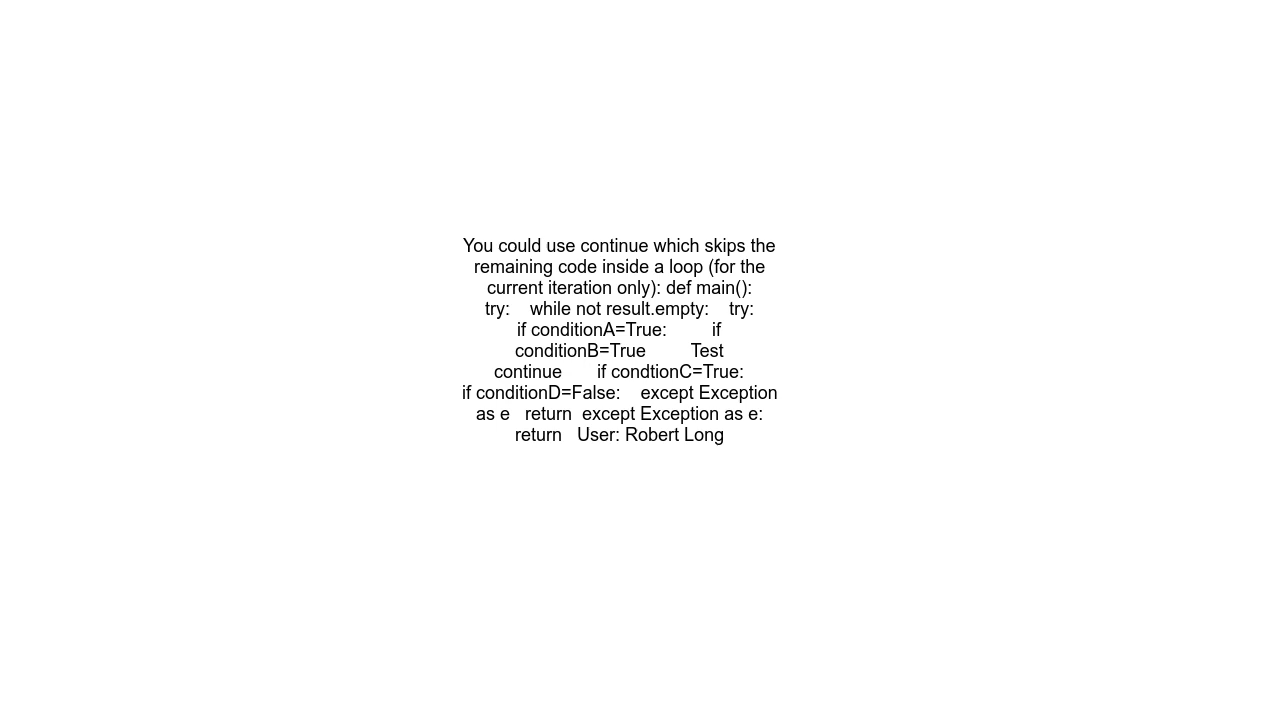 You could use continue which skips the
remaining code inside a loop (for the
current iteration only): def main():
try:    while not result.empty:    try:
if conditionA=True:         if
conditionB=True         Test
continue       if condtionC=True:
if conditionD=False:    except Exception
as e   return  except Exception as e:
return   User: Robert Long